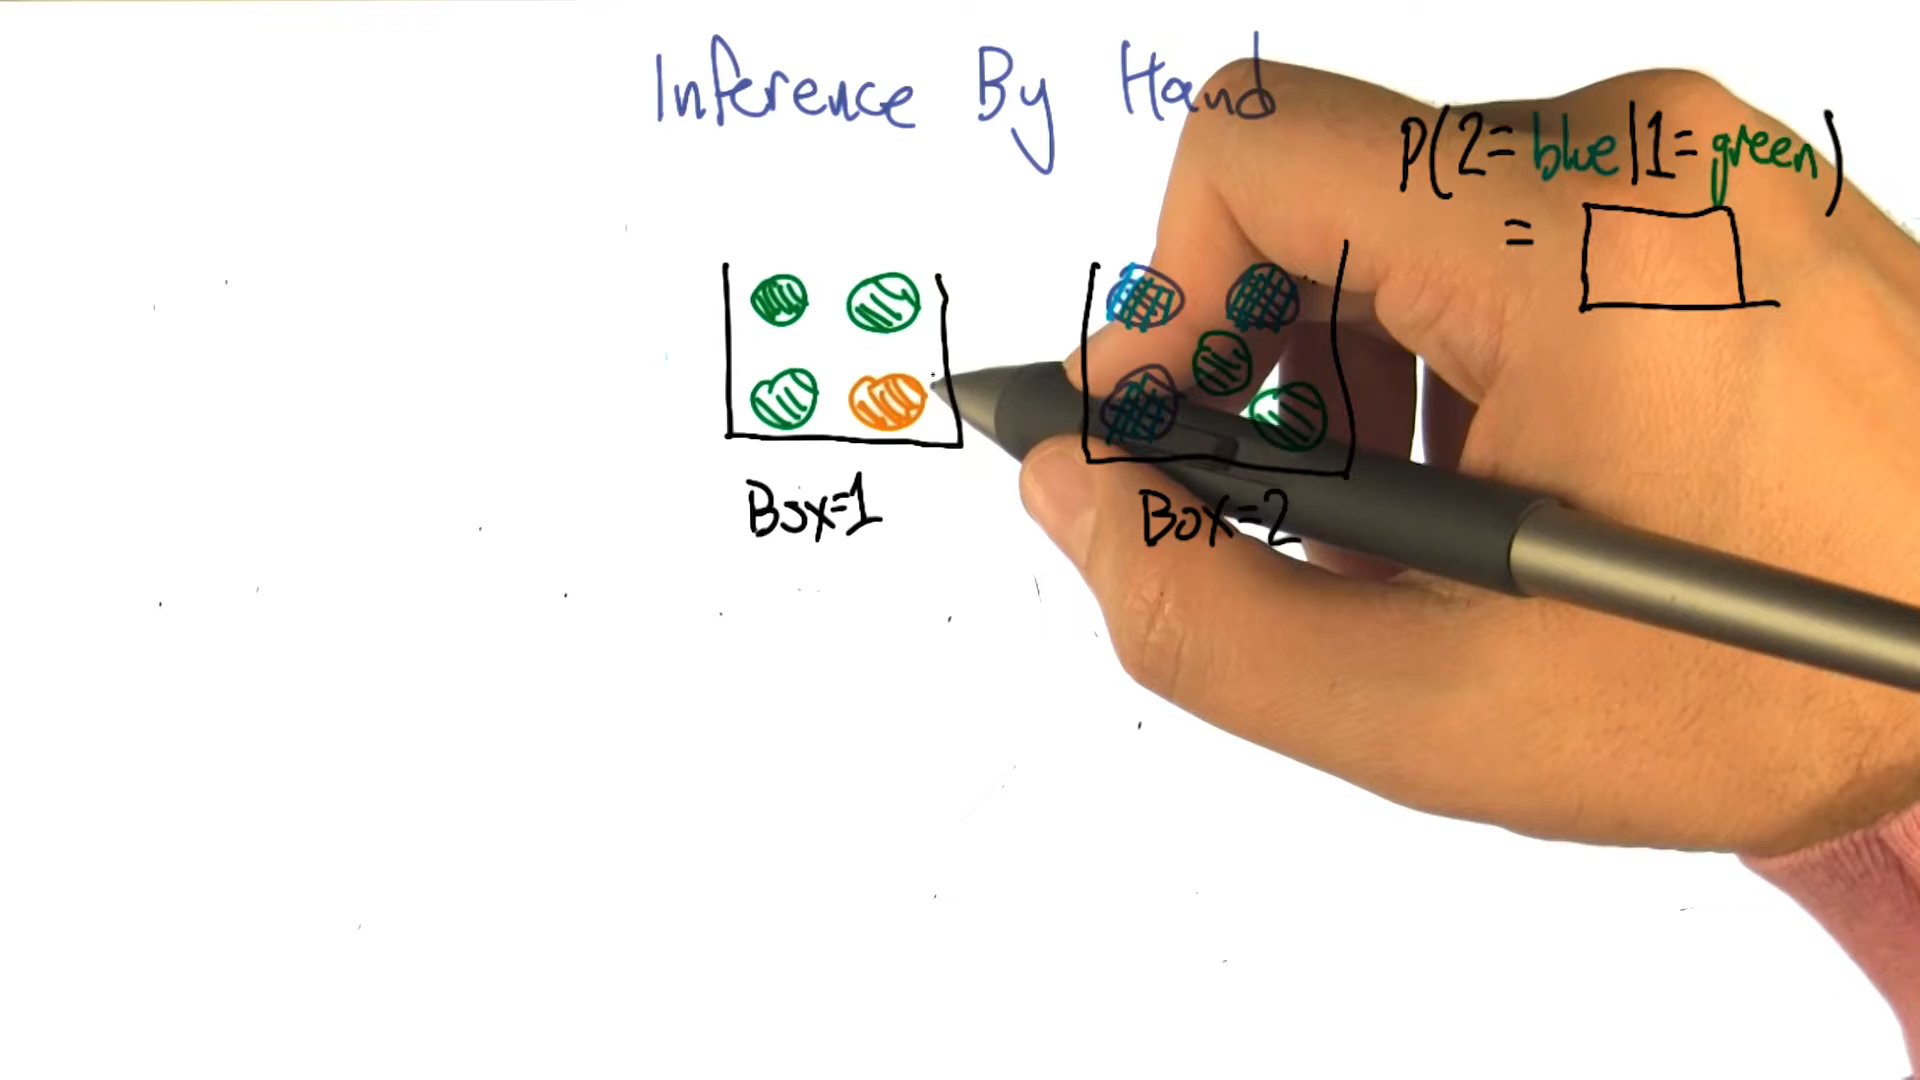 Inference By Hand
P(2=blue|1=green)
=
Box=1
Box=2